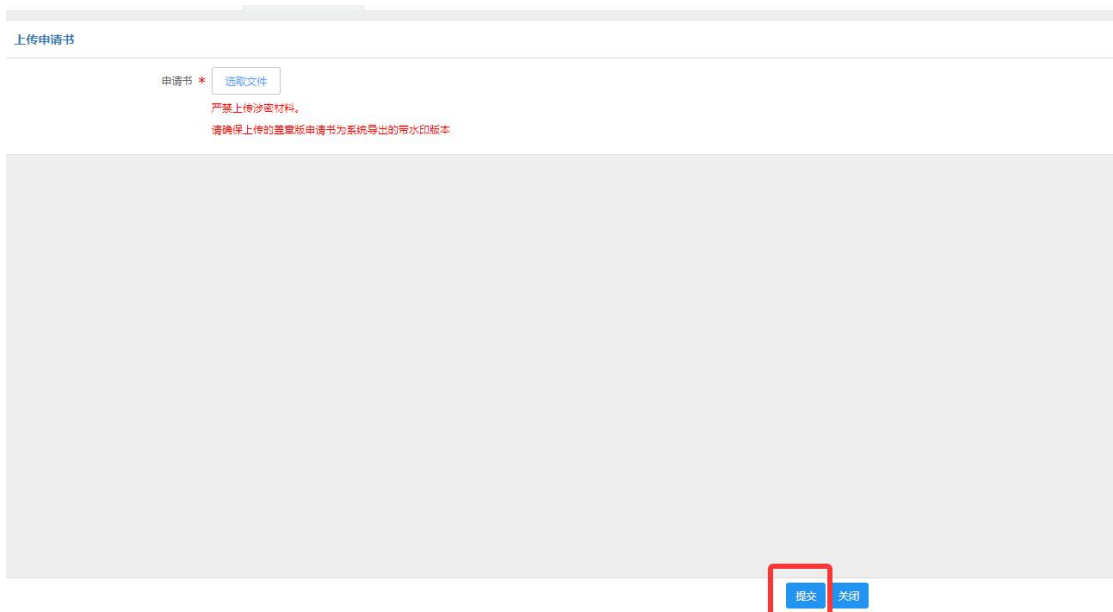 上传申请书
申请书 * 选取文件
严禁上传涉密材料。
请确保上传的盖章版申请书为系统导出的带水印版本
提交 关闭